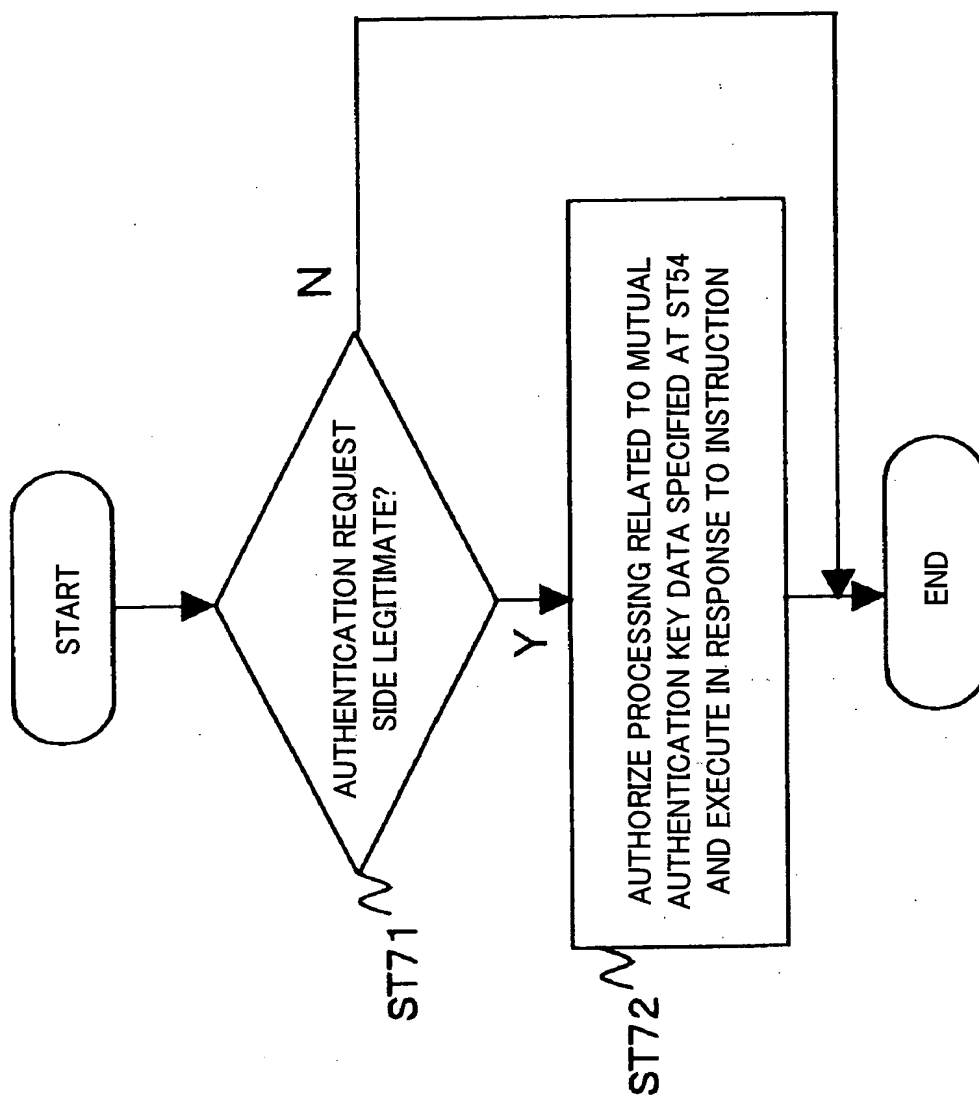 START
AUTHENTICATION REQUEST
SIDE LEGITIMATE?
N
ST71
Y
AUTHORIZE PROCESSING RELATED TO MUTUAL
AUTHENTICATION KEY DATA SPECIFIED AT ST54
AND EXECUTE IN RESPONSE TO INSTRUCTION
ST72
END